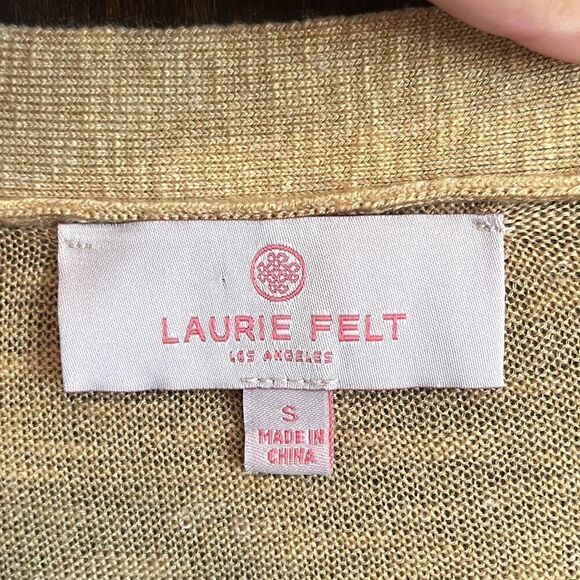 LAURIE FELT
LOS ANGELES
S
MADE IN
CHINA